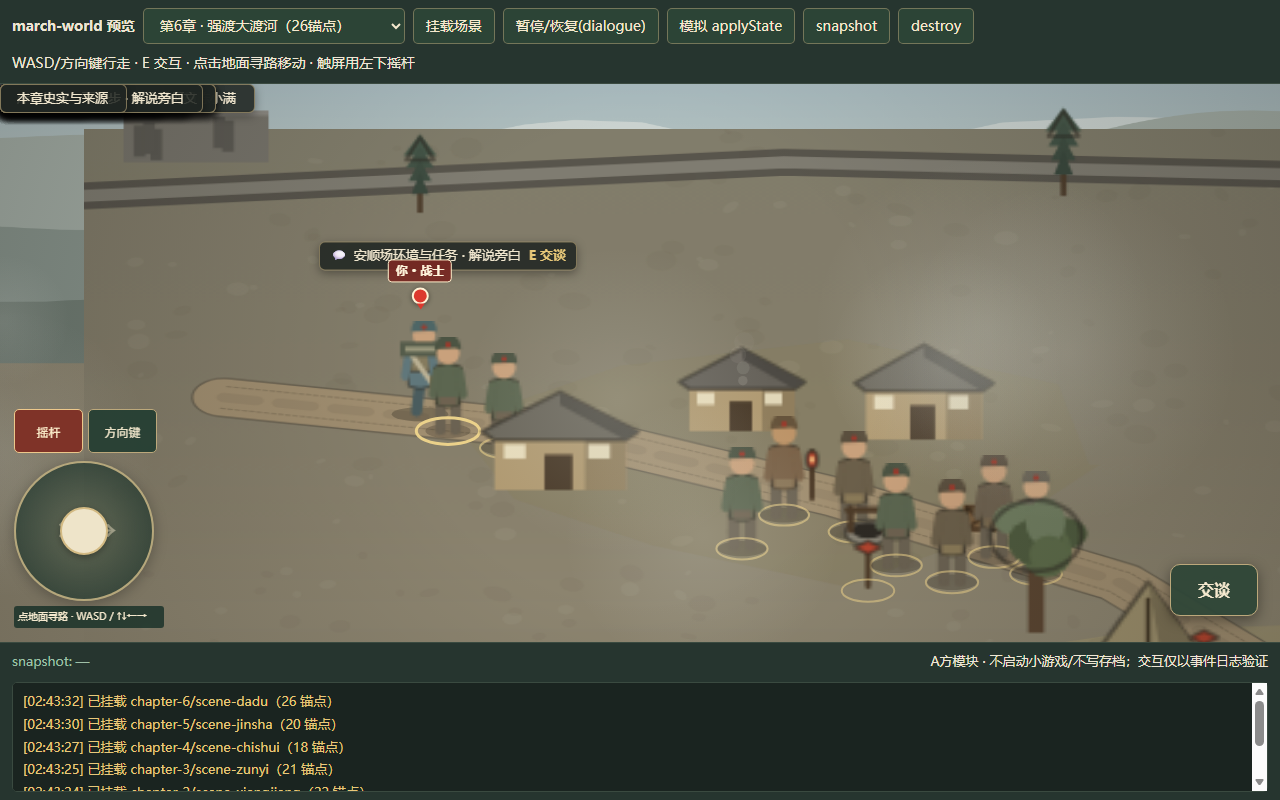 march-world 预览 第6章 · 强渡大渡河（26锚点） 挂载场景 暂停/恢复(dialogue) 模拟 applyState snapshot destroy
WASD/方向键行走 · E 交互 · 点击地面寻路移动 · 触屏用左下摇杆
本章史实与来源 · 解说旁白 小满
安顺场环境与任务 · 解说旁白 E 交谈
你 · 战士
摇杆 方向键
点地面寻路 · WASD / ↑↓←→
交谈
snapshot: —
A方模块 · 不启动小游戏/不写存档；交互仅以事件日志验证
[02:43:32] 已挂载 chapter-6/scene-dadu（26 锚点）
[02:43:30] 已挂载 chapter-5/scene-jinsha（20 锚点）
[02:43:27] 已挂载 chapter-4/scene-chishui（18 锚点）
[02:43:25] 已挂载 chapter-3/scene-zunyi（21 锚点）